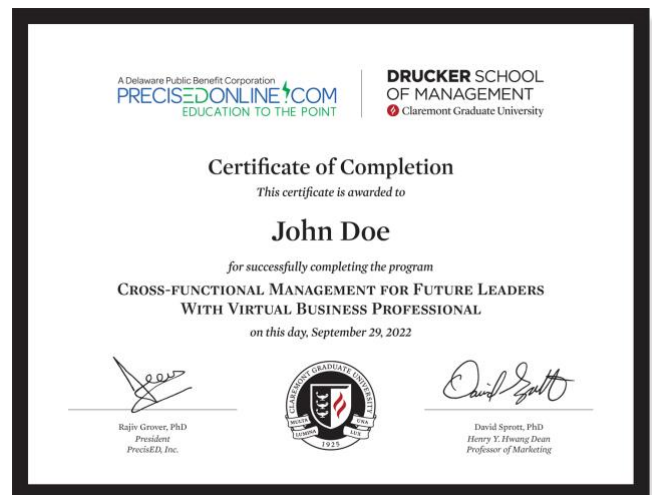 A Delaware Public Benefit Corporation
PRECISEDONLINE.COM
EDUCATION TO THE POINT
DRUCKER SCHOOL
OF MANAGEMENT
Claremont Graduate University
Certificate of Completion
This certificate is awarded to
John Doe
for successfully completing the program
CROSS-FUNCTIONAL MANAGEMENT FOR FUTURE LEADERS
WITH VIRTUAL BUSINESS PROFESSIONAL
on this day, September 29, 2022
CLAREMONT GRADUATE UNIVERSITY
MULTA
LUMINA
UNA
LUX
1925
David Sprott
Rajiv Grover, PhD
President
PrecisED, Inc.
David Sprott, PhD
Henry Y. Hwang Dean
Professor of Marketing